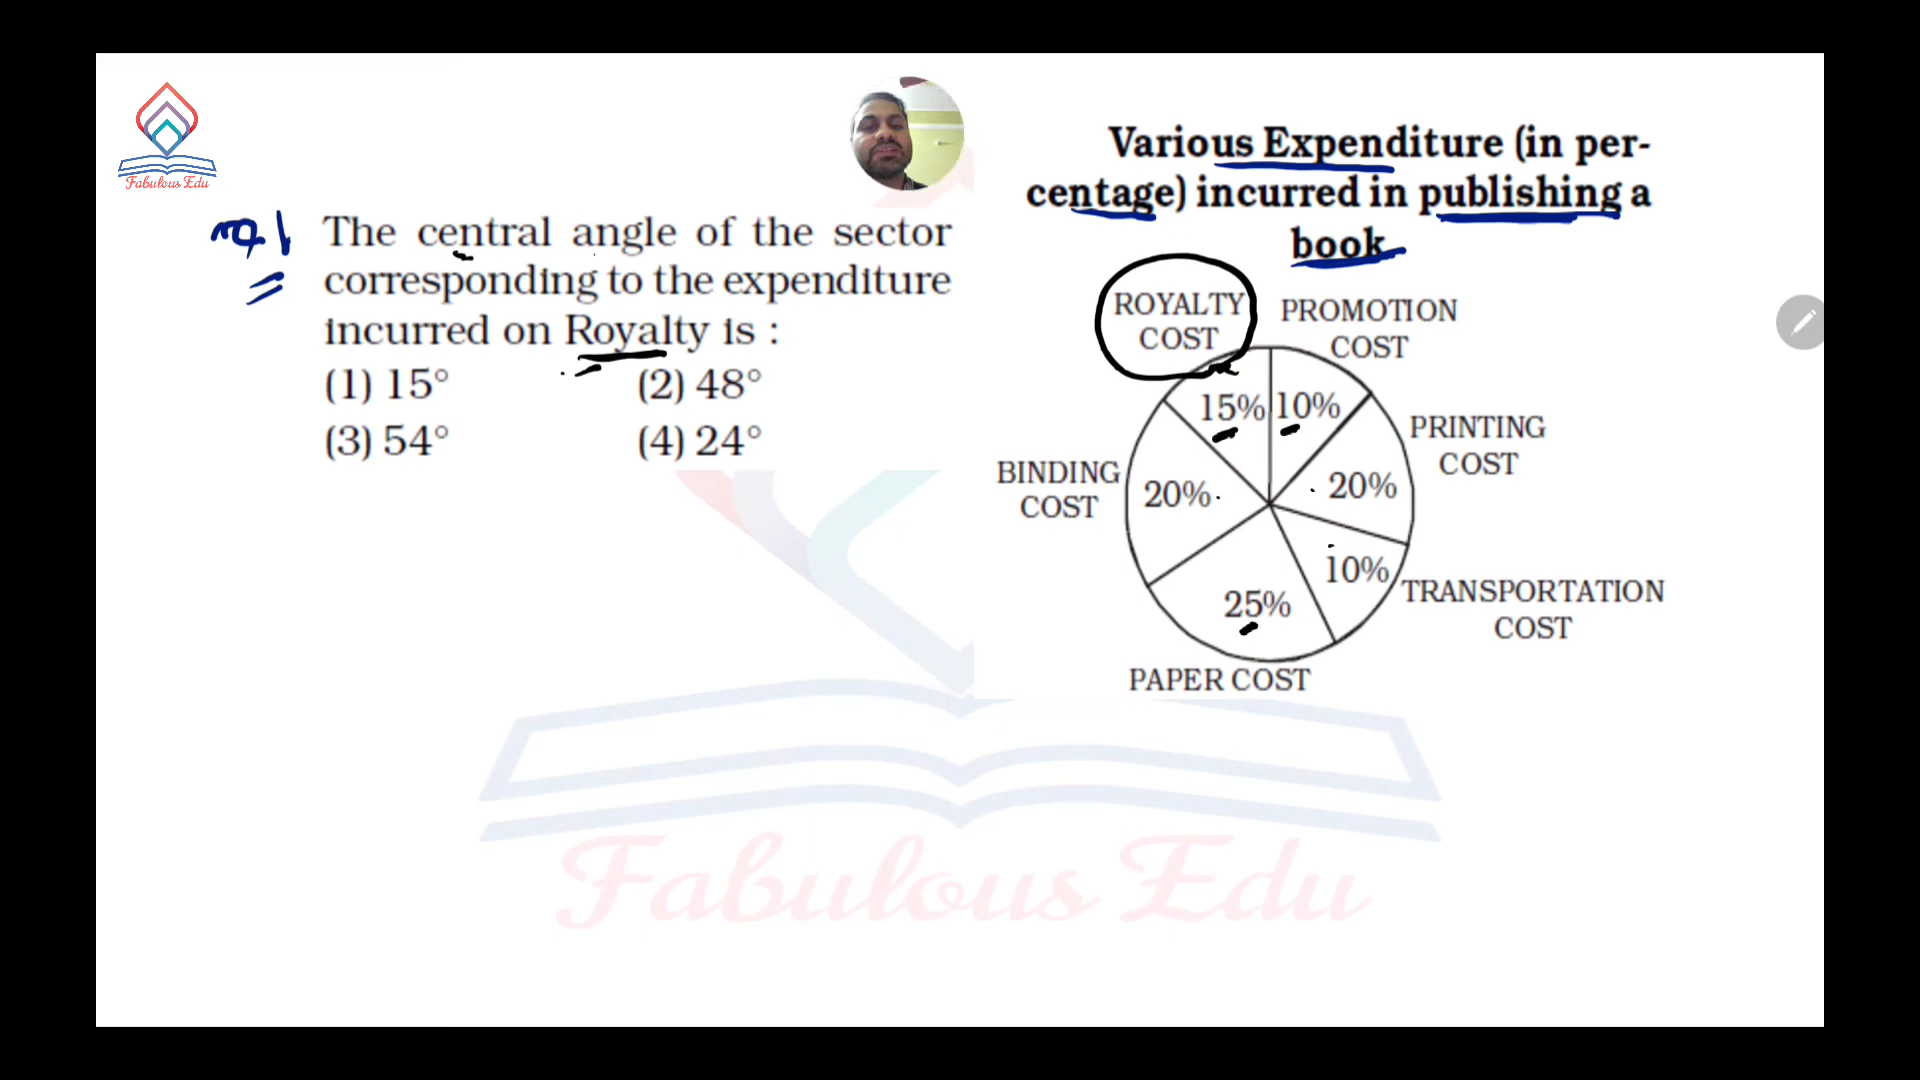 Fabulous Edu
Q1
The central angle of the sector
corresponding to the expenditure
incurred on Royalty is :
(1) 15° (2) 48°
(3) 54° (4) 24°
Various Expenditure (in per-
centage) incurred in publishing a
book
ROYALTY
COST
PROMOTION
COST
15%
10%
PRINTING
COST
BINDING
COST
20%
20%
10%
TRANSPORTATION
COST
25%
PAPER COST
Fabulous Edu